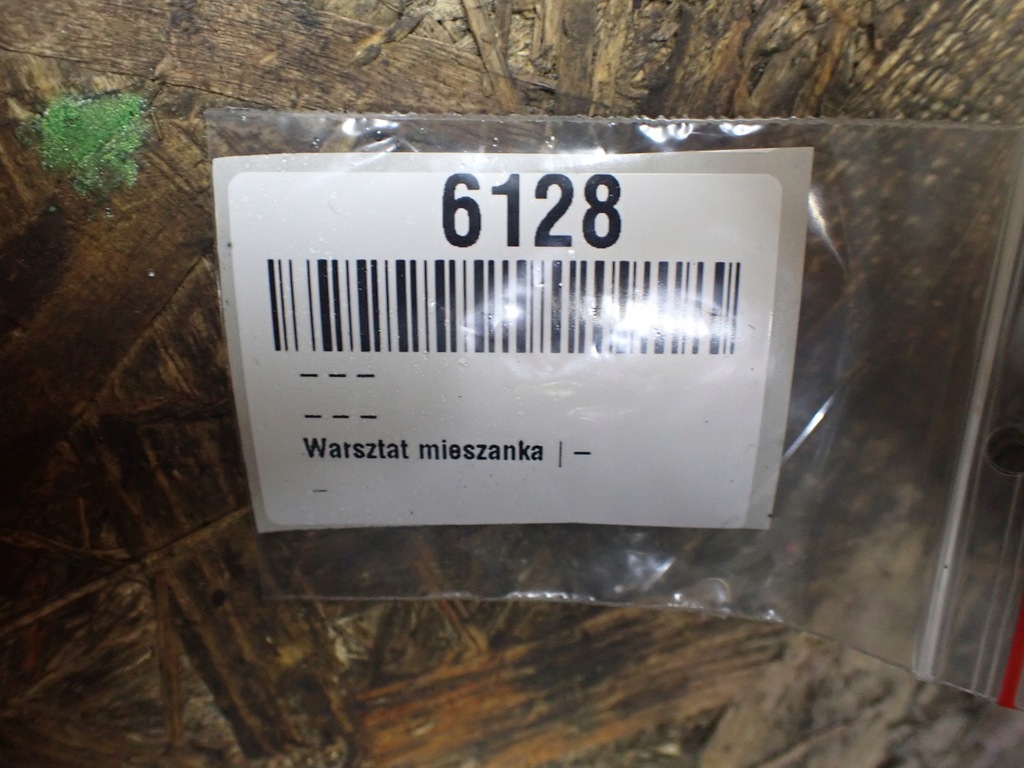 6128
– – –
– – –
Warsztat mieszanka | –
–